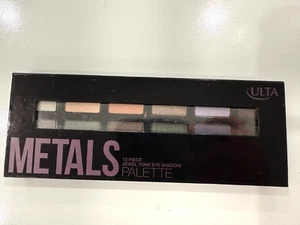 ULTA
METALS
12 PIECE
JEWEL TONE EYE SHADOW
PALETTE